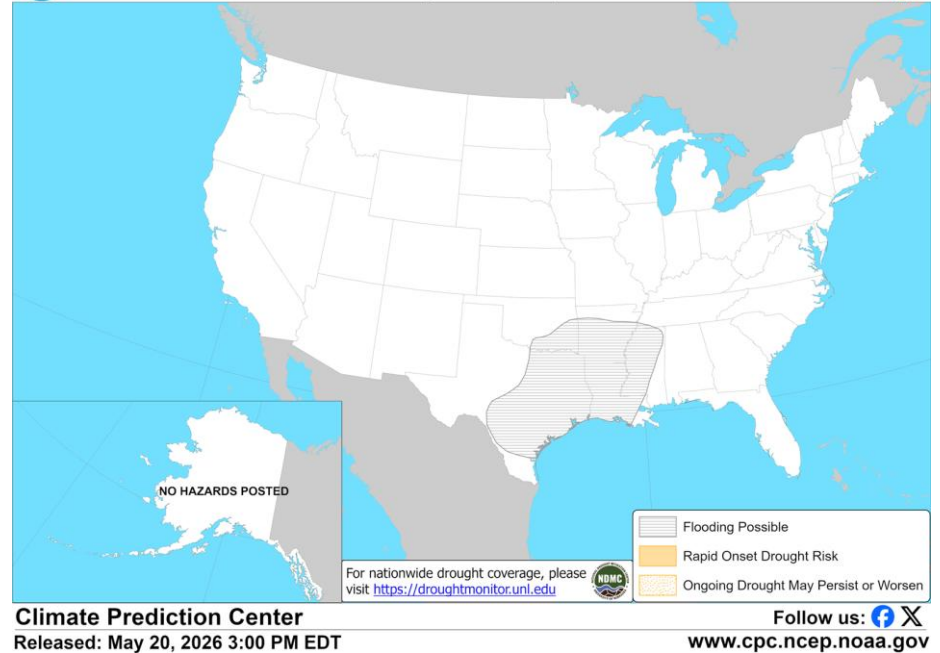 NO HAZARDS POSTED
Flooding Possible
Rapid Onset Drought Risk
Ongoing Drought May Persist or Worsen
For nationwide drought coverage, please
visit https://droughtmonitor.unl.edu
NDMC
Climate Prediction Center
Follow us:
Released: May 20, 2026 3:00 PM EDT
www.cpc.ncep.noaa.gov